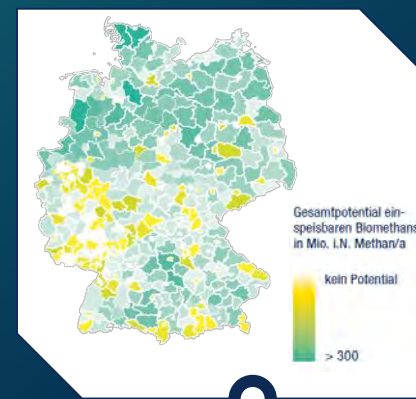 Gesamtpotential ein-
speisbaren Biomethans
in Mio. i.N. Methan/a
kein Potential
> 300